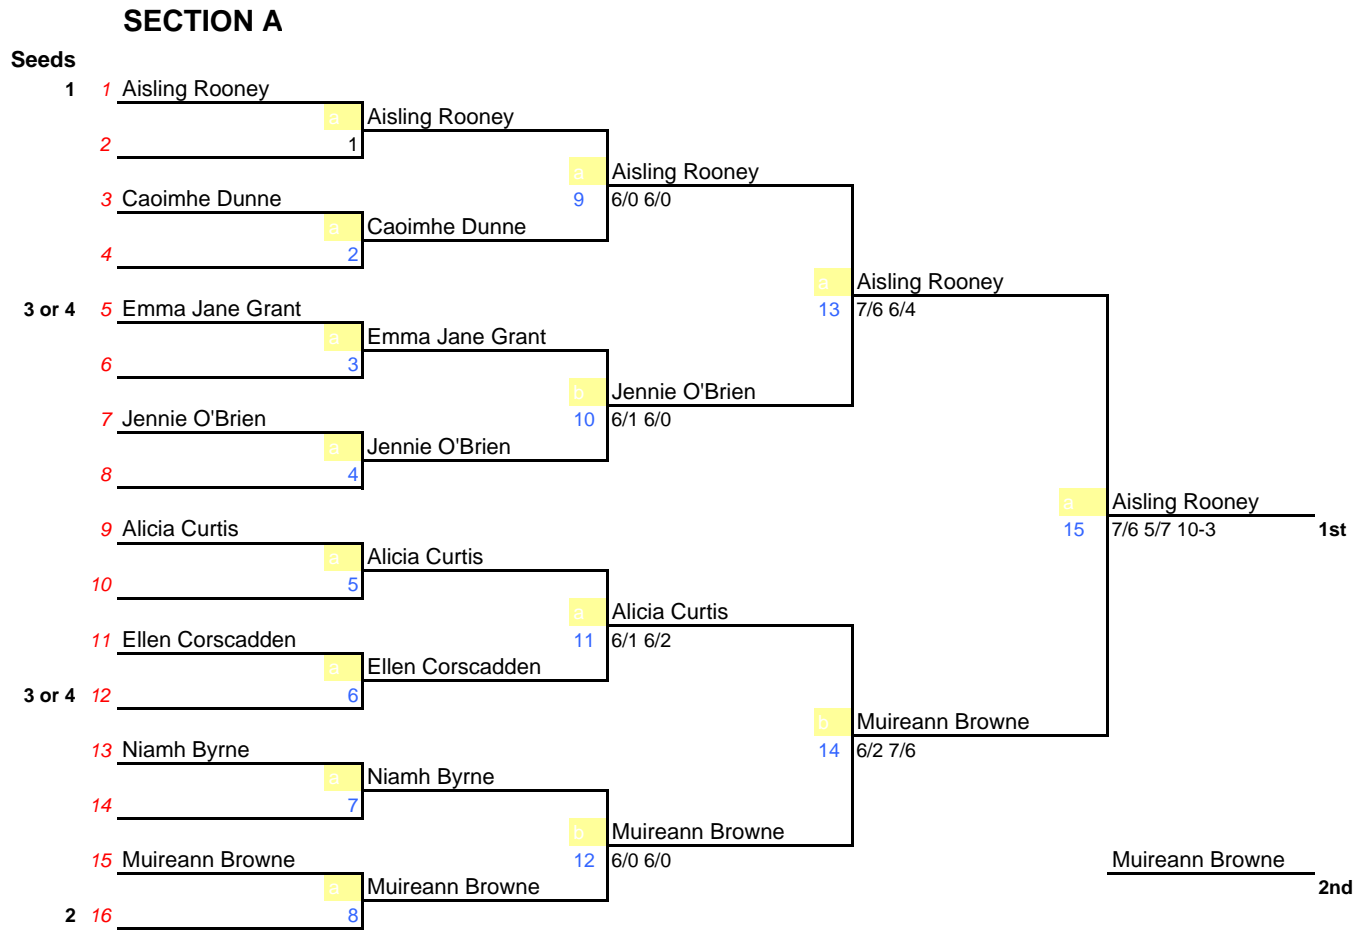 SECTION A
Seeds
1 1 Aisling Rooney
a Aisling Rooney
2 1
a Aisling Rooney
3 Caoimhe Dunne 9 6/0 6/0
a Caoimhe Dunne
4 2
a Aisling Rooney
3 or 4 5 Emma Jane Grant 13 7/6 6/4
a Emma Jane Grant
6 3
b Jennie O'Brien
7 Jennie O'Brien 10 6/1 6/0
a Jennie O'Brien
8 4
a Aisling Rooney
9 Alicia Curtis 15 7/6 5/7 10-3 1st
a Alicia Curtis
10 5
a Alicia Curtis
11 Ellen Corscadden 11 6/1 6/2
a Ellen Corscadden
3 or 4 12 6
b Muireann Browne
13 Niamh Byrne 14 6/2 7/6
a Niamh Byrne
14 7
b Muireann Browne
15 Muireann Browne 12 6/0 6/0 Muireann Browne
a Muireann Browne 2nd
2 16 8